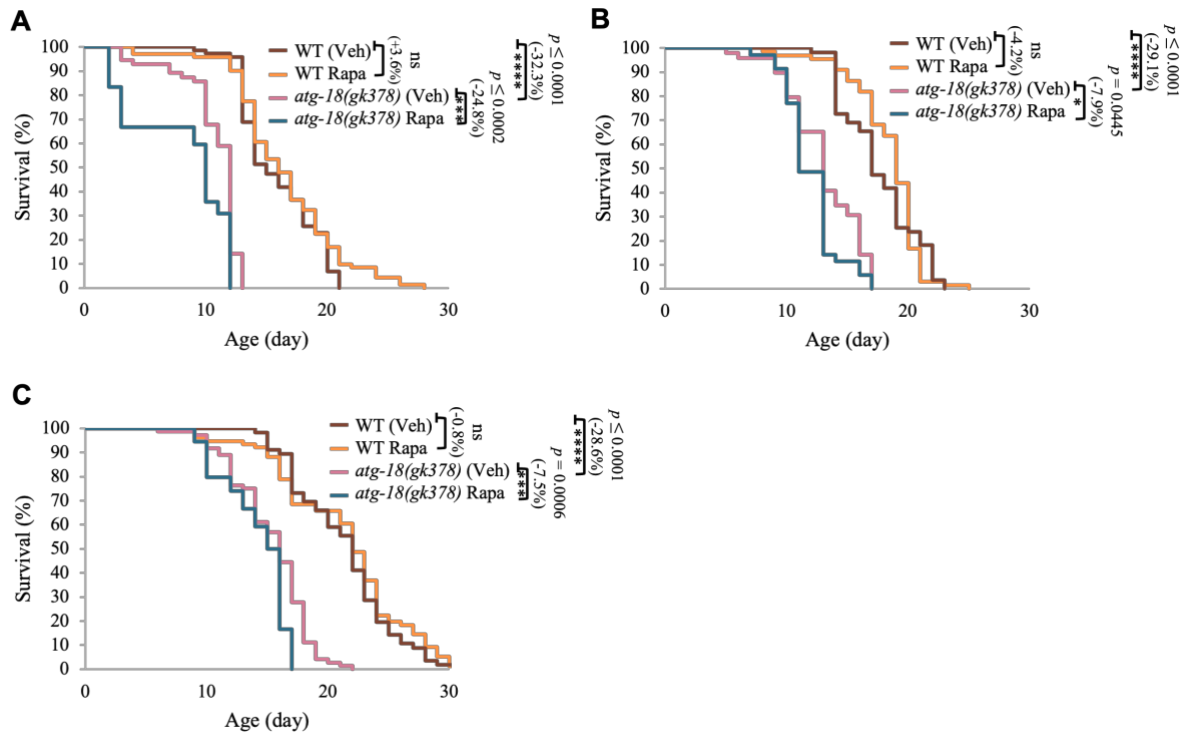 A
100
90
80
70
60
50
40
30
20
10
0
Survival (%)
0
10
20
30
Age (day)
WT (Veh)
WT Rapa
atg-18(gk378) (Veh)
atg-18(gk378) Rapa
ns
(+3.6%)
p ≤ 0.0002
(-24.8%)
***
p ≤ 0.0001
(-32.3%)
****
B
100
90
80
70
60
50
40
30
20
10
0
Survival (%)
0
10
20
30
Age (day)
WT (Veh)
WT Rapa
atg-18(gk378) (Veh)
atg-18(gk378) Rapa
ns
(-4.2%)
p = 0.0445
(-7.9%)
*
p ≤ 0.0001
(-29.1%)
****
C
100
90
80
70
60
50
40
30
20
10
0
Survival (%)
0
10
20
30
Age (day)
WT (Veh)
WT Rapa
atg-18(gk378) (Veh)
atg-18(gk378) Rapa
ns
(-0.8%)
p = 0.0006
(-7.5%)
***
p ≤ 0.0001
(-28.6%)
****